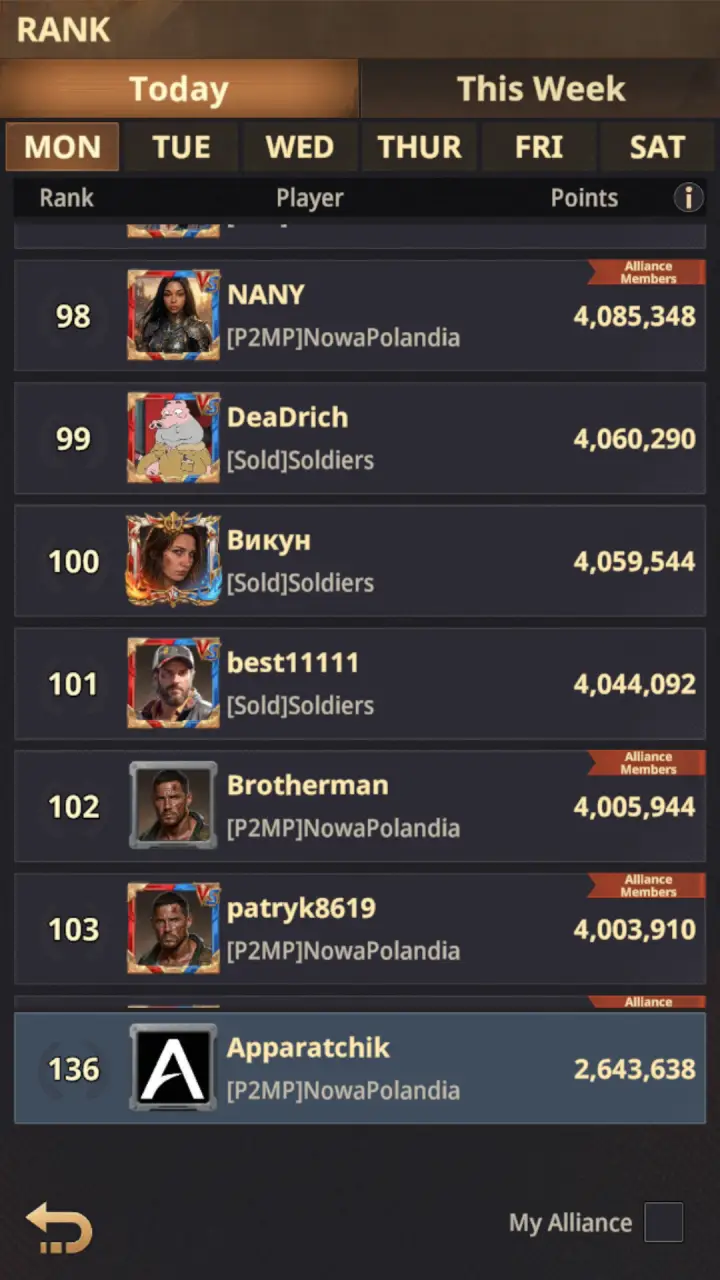 RANK
Today
This Week
MON
TUE
WED
THUR
FRI
SAT
Rank
Player
Points
i
98
NANY
[P2MP]NowaPolandia
Alliance
Members
4,085,348
99
DeaDrich
[Sold]Soldiers
4,060,290
100
Викун
[Sold]Soldiers
4,059,544
101
best11111
[Sold]Soldiers
4,044,092
102
Brotherman
[P2MP]NowaPolandia
Alliance
Members
4,005,944
103
patryk8619
[P2MP]NowaPolandia
Alliance
Members
4,003,910
Alliance
136
Apparatchik
[P2MP]NowaPolandia
2,643,638
My Alliance